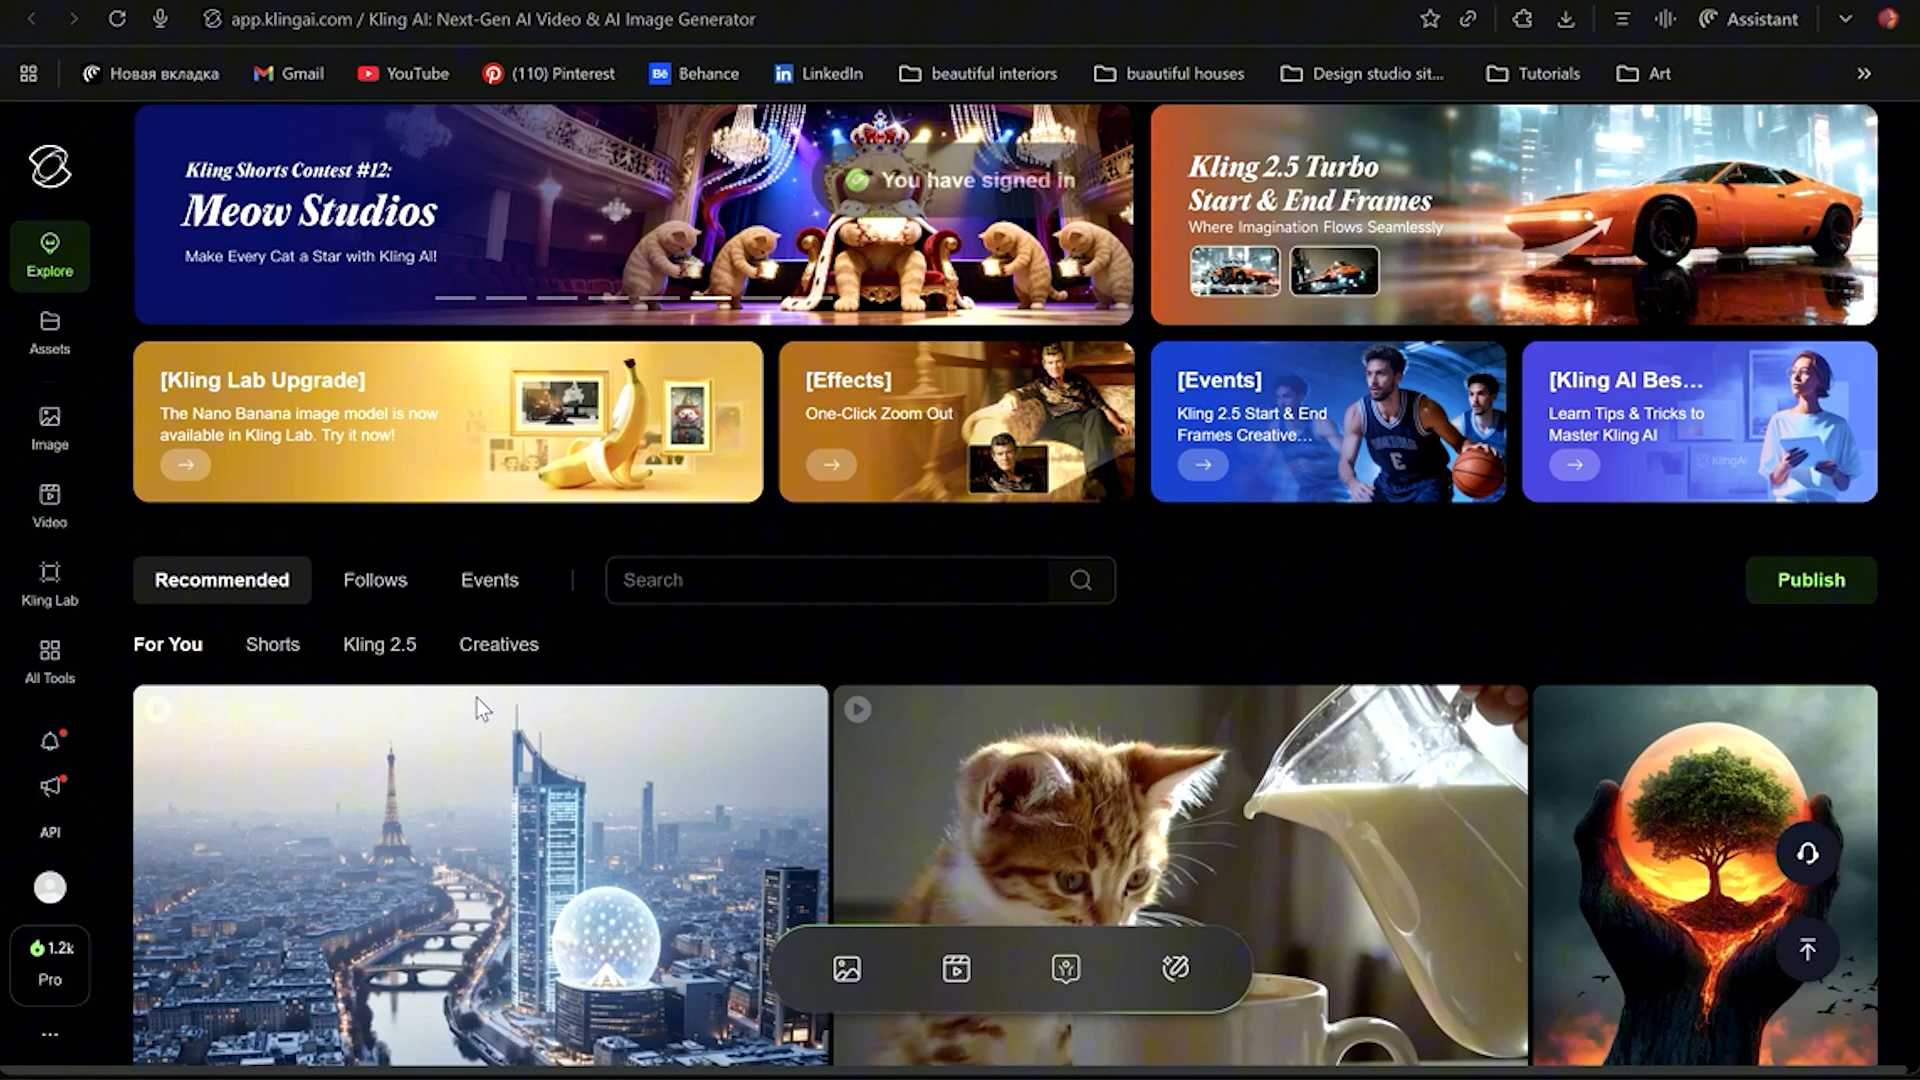 app.klingai.com / Kling AI: Next-Gen AI Video & AI Image Generator
Assistant
Новая вкладка
Gmail
YouTube
(110) Pinterest
Bē Behance
in LinkedIn
beautiful interiors
buautiful houses
Design studio sit...
Tutorials
Art
Kling Shorts Contest #12:
Meow Studios
Make Every Cat a Star with Kling AI!
You have signed in
Kling 2.5 Turbo
Start & End Frames
Where Imagination Flows Seamlessly
Explore
Assets
Image
Video
Kling Lab
All Tools
API
1.2k
Pro
[Kling Lab Upgrade]
The Nano Banana image model is now
available in Kling Lab. Try it now!
[Effects]
One-Click Zoom Out
[Events]
Kling 2.5 Start & End
Frames Creative...
E
[Kling AI Bes...
Learn Tips & Tricks to
Master Kling AI
KlingAI
Recommended
Follows
Events
Search
Publish
For You
Shorts
Kling 2.5
Creatives